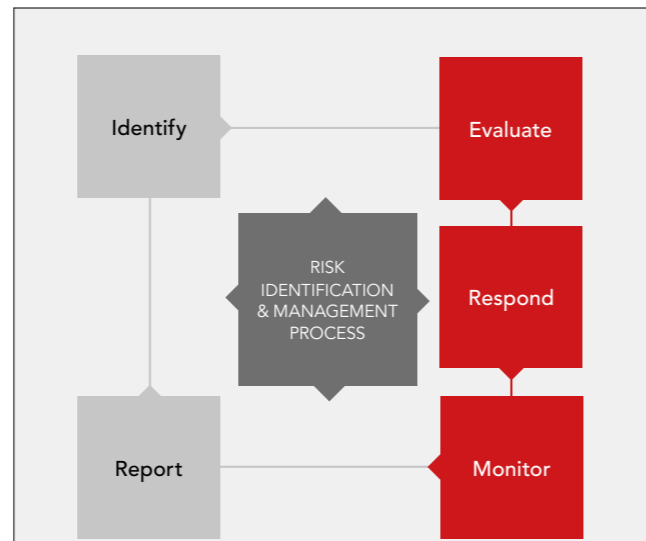 Identify
Evaluate
RISK
IDENTIFICATION
& MANAGEMENT
PROCESS
Respond
Report
Monitor